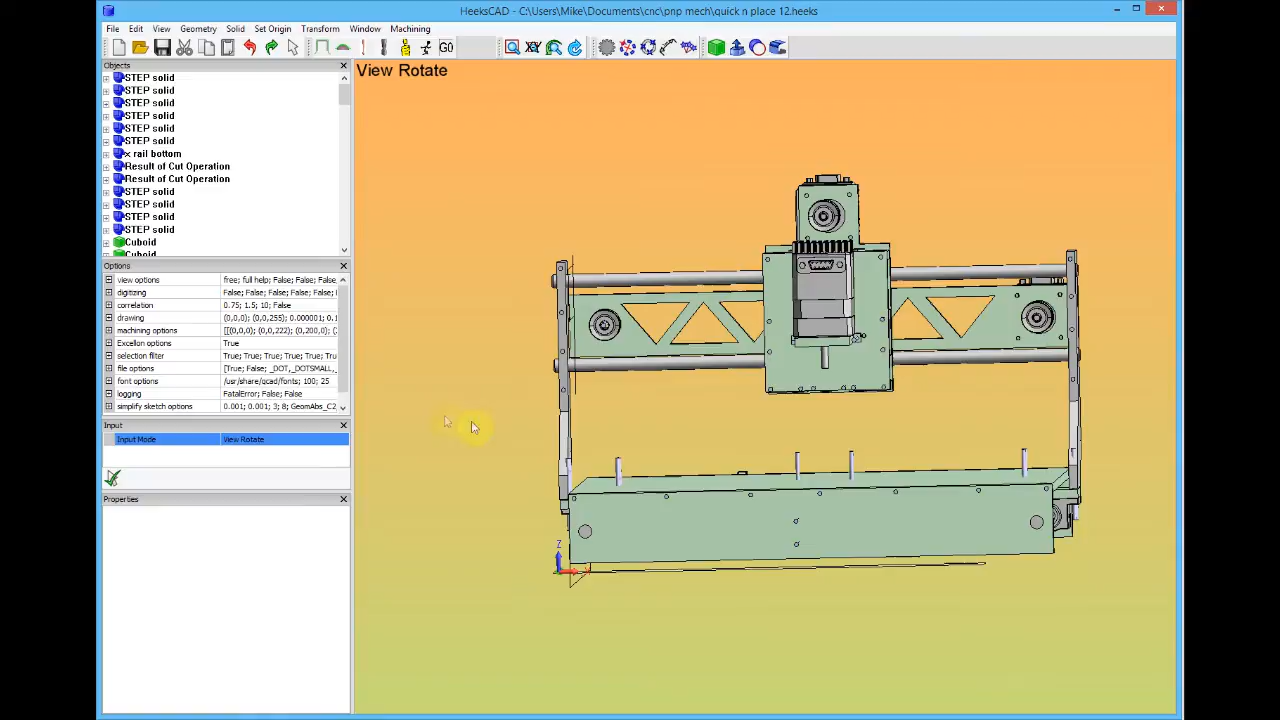 HeeksCAD - C:\Users\Mike\Documents\cnc\pnp mech\quick n place 12.heeks
File Edit View Geometry Solid Set Origin Transform Window Machining
G0
Objects
STEP solid
STEP solid
STEP solid
STEP solid
STEP solid
STEP solid
x rail bottom
Result of Cut Operation
Result of Cut Operation
STEP solid
STEP solid
STEP solid
STEP solid
Cuboid
Cuboid
Options
view options free; full help; False; False; False,
digitizing False; False; False; False; False,
correlation 0.75; 1.5; 10; False
drawing (0,0,0); (0,0,255); 0.000001; 0.1
machining options [[(0,0,0); (0,0,222); (0,200,0); (1
Excellon options True
selection filter True; True; True; True; True; True
file options [True; False; _DOT,_DOTSMALL,_
font options /usr/share/qcad/fonts; 100; 25
logging FatalError; False; False; False
simplify sketch options 0.001; 0.001; 3; 8; GeomAbs_C2
Input
Input Mode View Rotate
Properties
View Rotate
Z